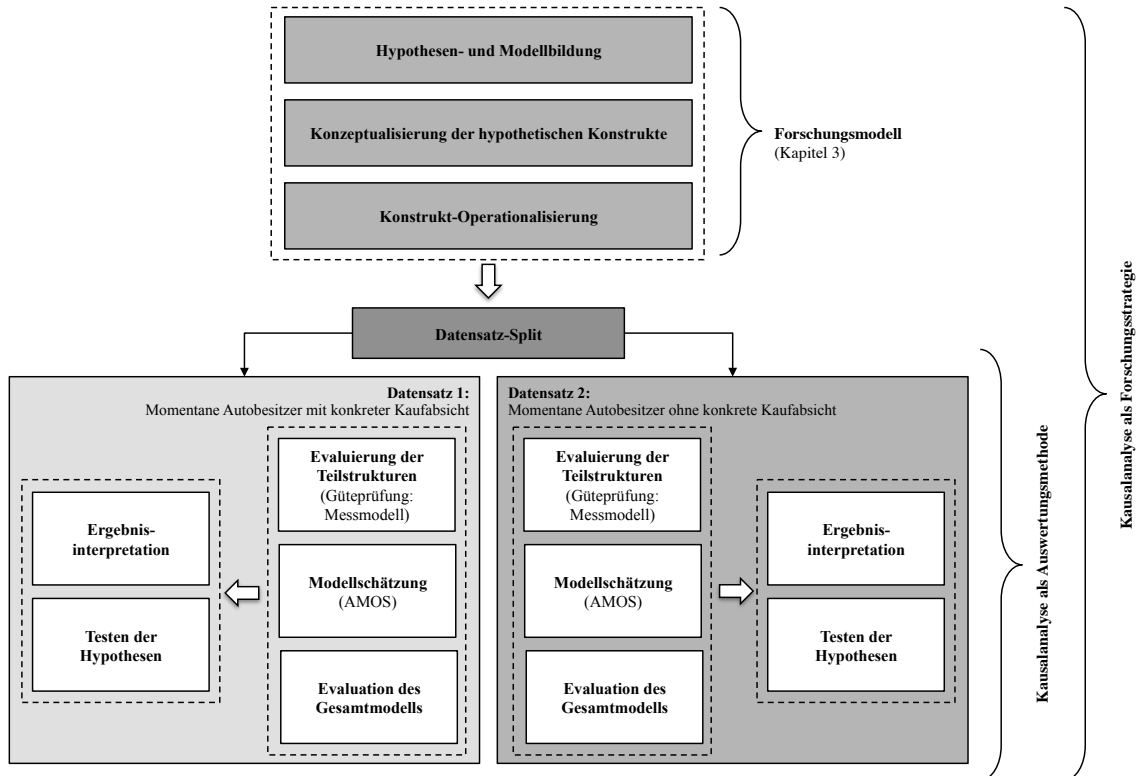 Hypothesen- und Modellbildung
Konzeptualisierung der hypothetischen Konstrukte
Konstrukt-Operationalisierung
Forschungsmodell
(Kapitel 3)
Datensatz-Split
Datensatz 1:
Momentane Autobesitzer mit konkreter Kaufabsicht
Evaluierung der
Teilstrukturen
(Güteprüfung:
Messmodell)
Modellschätzung
(AMOS)
Evaluation des
Gesamtmodells
Ergebnis-
interpretation
Testen der
Hypothesen
Datensatz 2:
Momentane Autobesitzer ohne konkrete Kaufabsicht
Evaluierung der
Teilstrukturen
(Güteprüfung:
Messmodell)
Modellschätzung
(AMOS)
Evaluation des
Gesamtmodells
Ergebnis-
interpretation
Testen der
Hypothesen
Kausalanalyse als Auswertungsmethode
Kausalanalyse als Forschungsstrategie